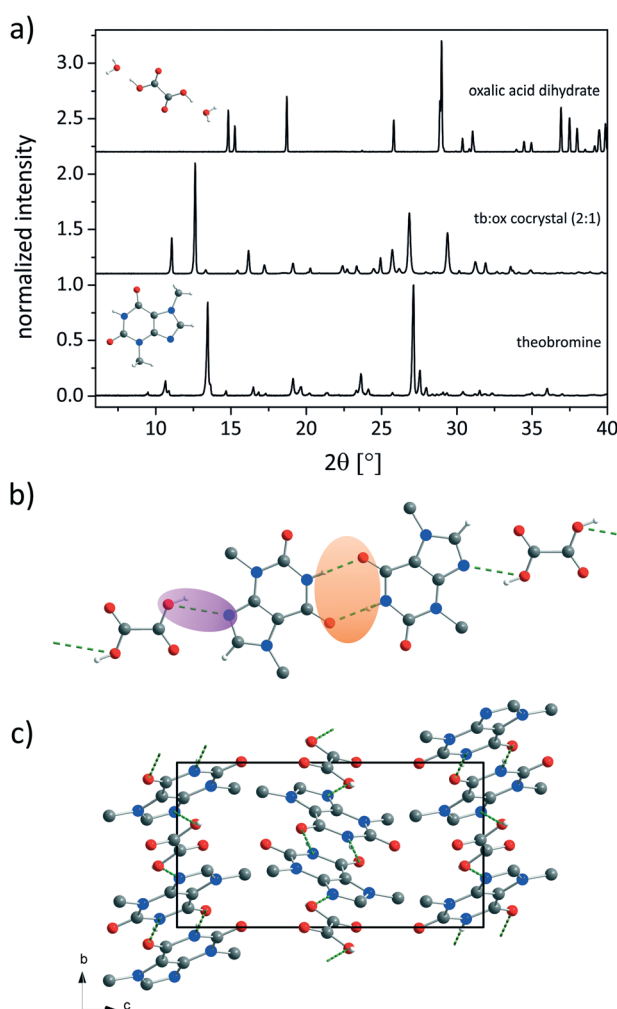 a)
3.0
2.5
2.0
1.5
1.0
0.5
0.0
normalized intensity
oxalic acid dihydrate
tb:ox cocrystal (2:1)
theobromine
10 15 20 25 30 35 40
2θ [°]
b)
c)
b
c